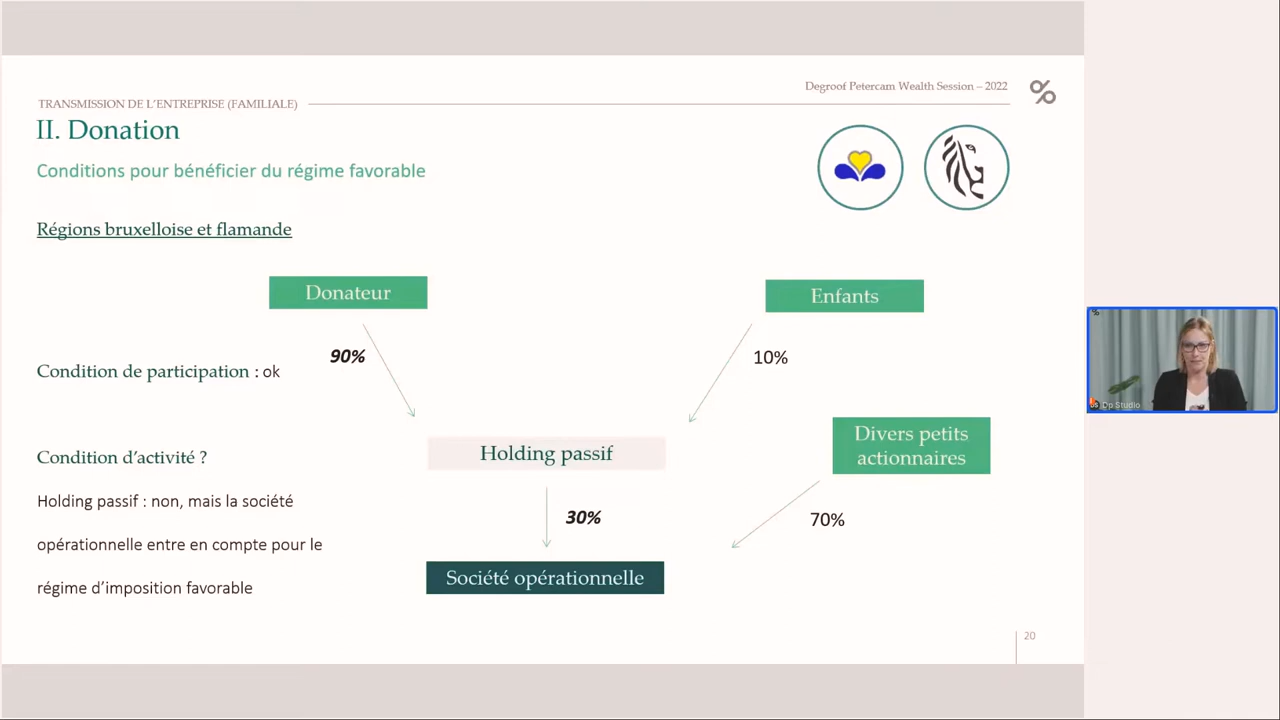 Degroof Petercam Wealth Session – 2022
TRANSMISSION DE L'ENTREPRISE (FAMILIALE)
II. Donation
Conditions pour bénéficier du régime favorable
Régions bruxelloise et flamande
Donateur
Enfants
90%
10%
Condition de participation : ok
Divers petits
actionnaires
Holding passif
Condition d'activité ?
Holding passif : non, mais la société
opérationnelle entre en compte pour le
régime d'imposition favorable
30%
70%
Société opérationnelle
20
Dp Studio